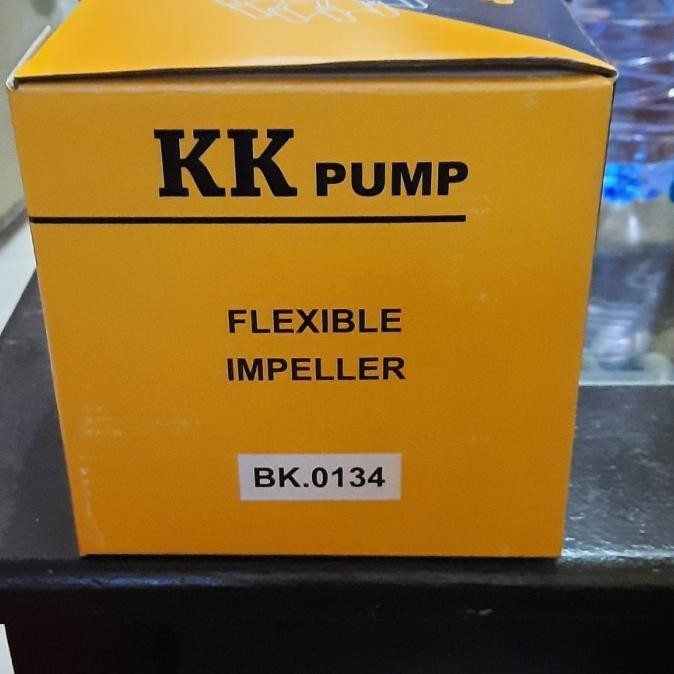 KK PUMP
FLEXIBLE
IMPELLER
BK.0134